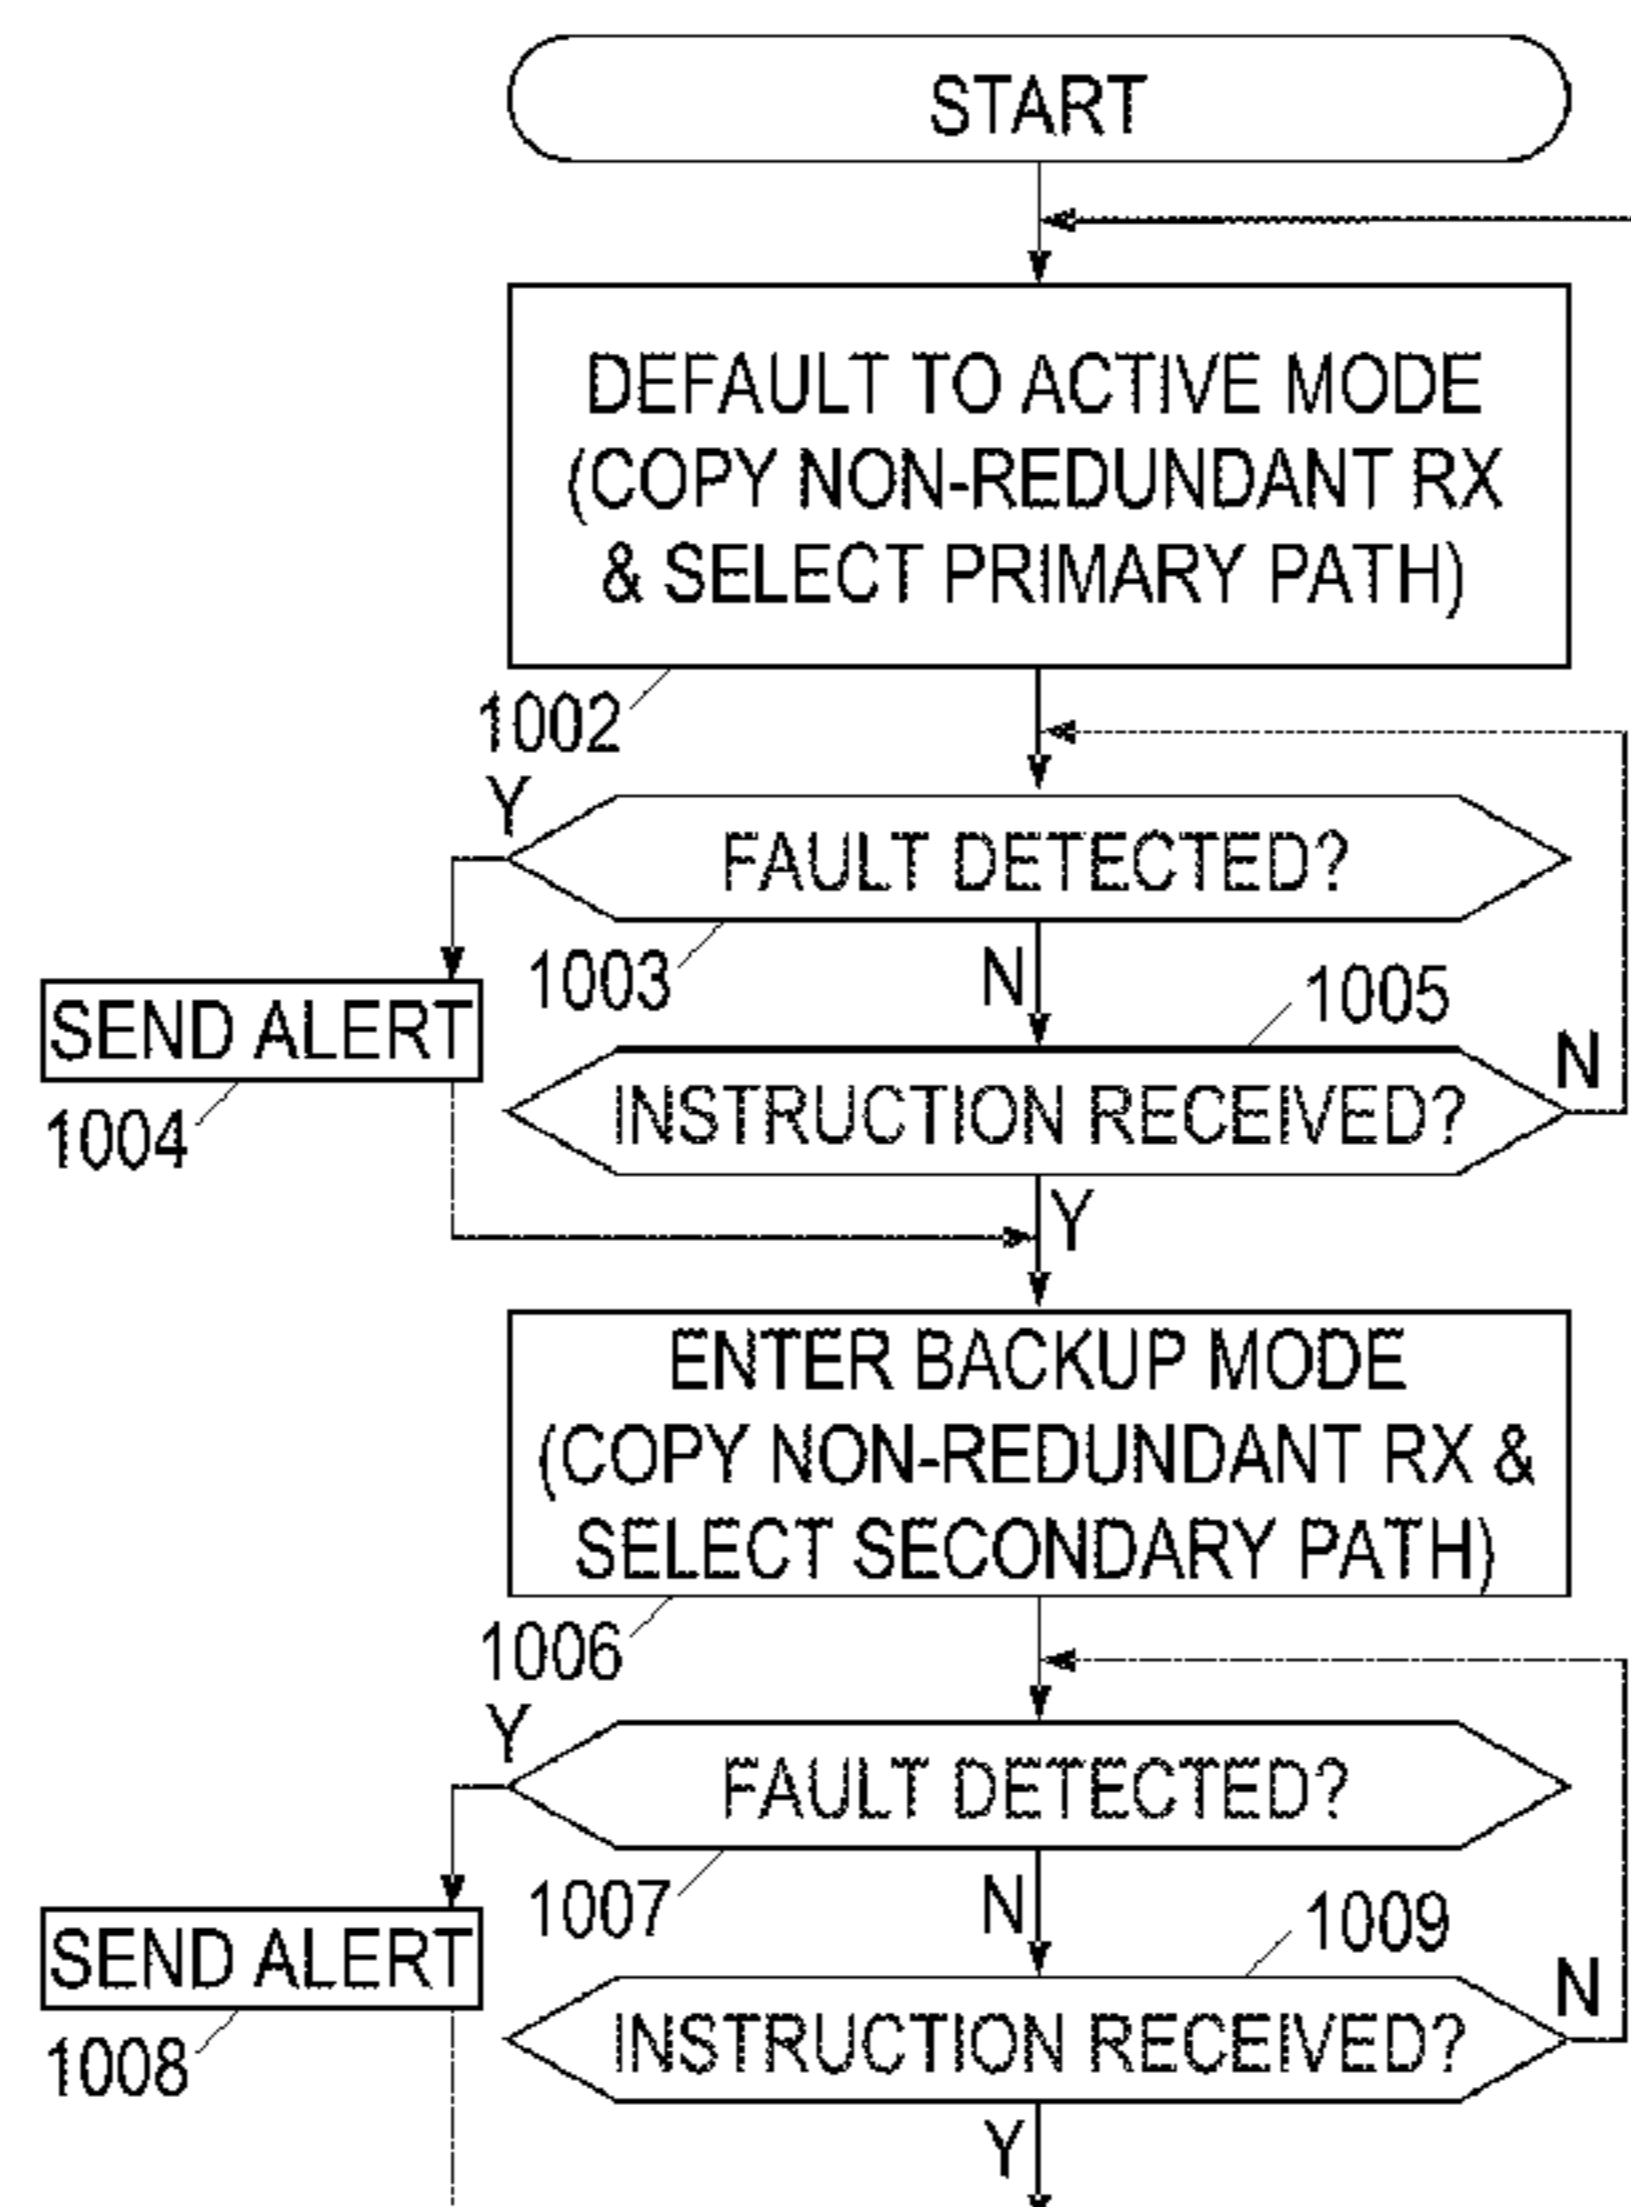 START
DEFAULT TO ACTIVE MODE
(COPY NON-REDUNDANT RX
& SELECT PRIMARY PATH)
1002
Y
FAULT DETECTED?
1003
N
1005
SEND ALERT
1004
INSTRUCTION RECEIVED?
N
Y
ENTER BACKUP MODE
(COPY NON-REDUNDANT RX &
SELECT SECONDARY PATH)
1006
Y
FAULT DETECTED?
1007
N
1009
SEND ALERT
1008
INSTRUCTION RECEIVED?
N
Y